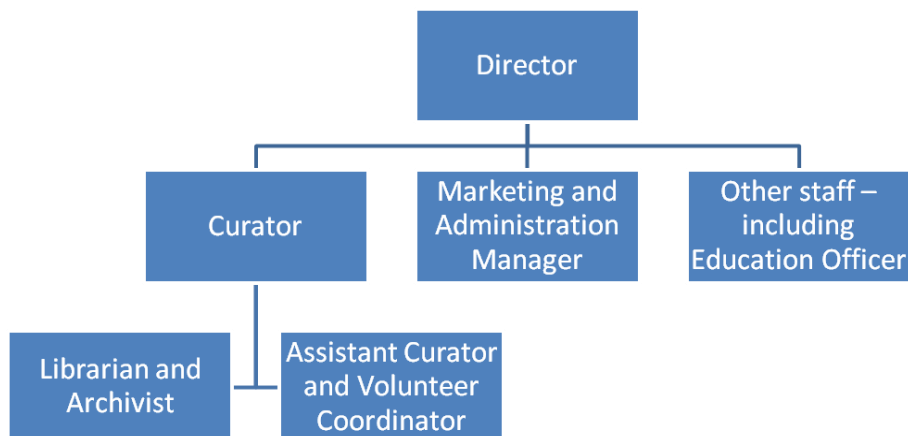 Director
Curator
Marketing and
Administration
Manager
Other staff –
including
Education Officer
Librarian and
Archivist
Assistant Curator
and Volunteer
Coordinator